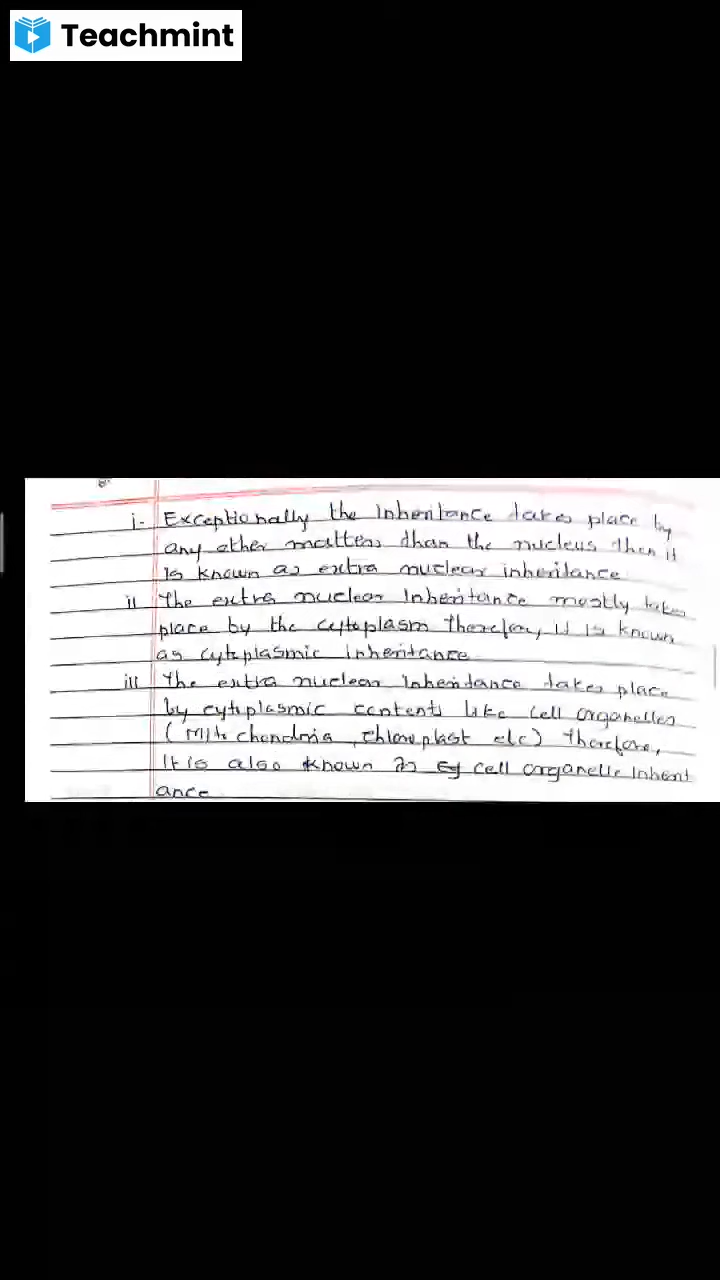 Teachmint
i- Exceptionally the Inheritance takes place by
any other matters than the nucleus then it
is known as extra nuclear inheritance
ii The extra nuclear Inheritance mostly takes
place by the cytoplasm therefore, it is known
as cytoplasmic inheritance
iii The extra nuclear Inheritance takes place
by cytoplasmic contents like cell organelles
(Mitochondria, chloroplast etc) therefore,
It is also known as cell organelle Inherit
ance